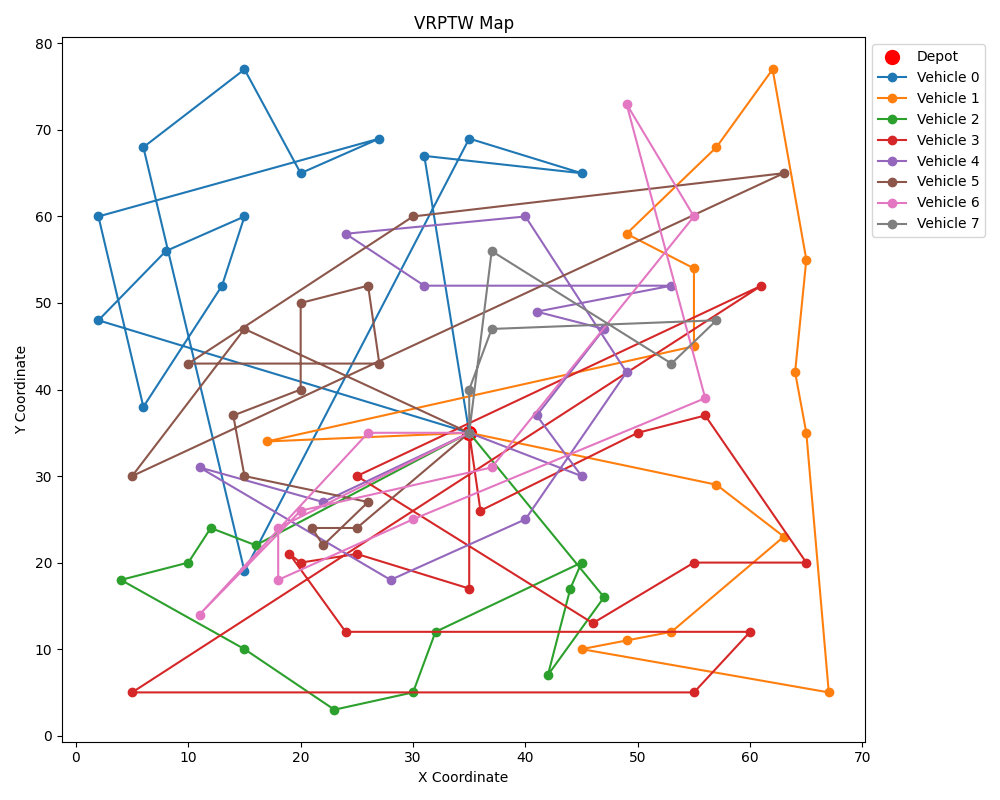 VRPTW Map
80
70
60
50
40
30
20
10
0
Y Coordinate
0 10 20 30 40 50 60 70
X Coordinate
Depot
Vehicle 0
Vehicle 1
Vehicle 2
Vehicle 3
Vehicle 4
Vehicle 5
Vehicle 6
Vehicle 7